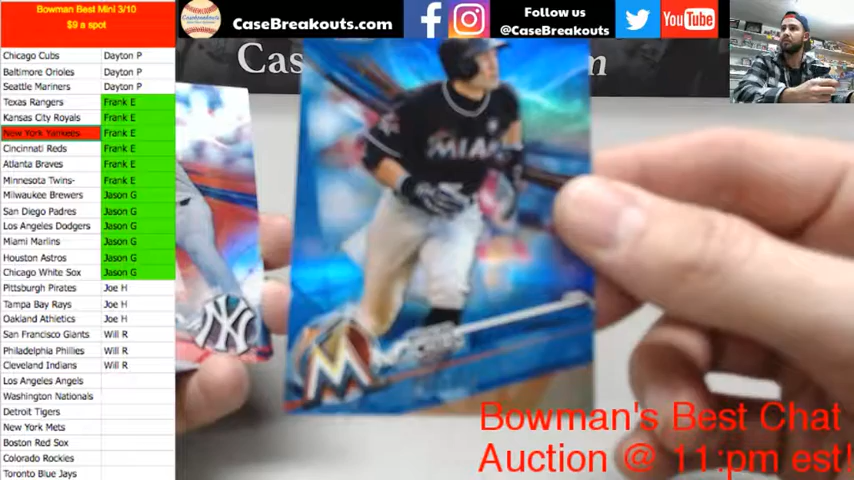 Bowman Best Mini 3/10
$9 a spot
CaseBreakouts.com
Follow us
@CaseBreakouts
YouTube
Chicago Cubs Dayton P
Baltimore Orioles Dayton P
Seattle Mariners Dayton P
Texas Rangers Frank E
Kansas City Royals Frank E
New York Yankees Frank E
Cincinnati Reds Frank E
Atlanta Braves Frank E
Minnesota Twins- Frank E
Milwaukee Brewers Jason G
San Diego Padres Jason G
Los Angeles Dodgers Jason G
Miami Marlins Jason G
Houston Astros Jason G
Chicago White Sox Jason G
Pittsburgh Pirates Joe H
Tampa Bay Rays Joe H
Oakland Athletics Joe H
San Francisco Giants Will R
Philadelphia Phillies Will R
Cleveland Indians Will R
Los Angeles Angels
Washington Nationals
Detroit Tigers
New York Mets
Boston Red Sox
Colorado Rockies
Toronto Blue Jays
Cas m
MIAM
NY
M
Bowman's Best Chat
Auction @ 11:pm est!